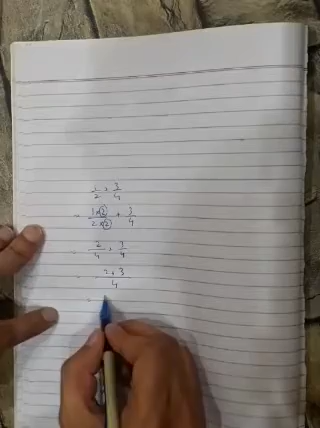 1/2 + 3/4
= 1×2/2×2 + 3/4
= 2/4 + 3/4
= 2+3/4
=